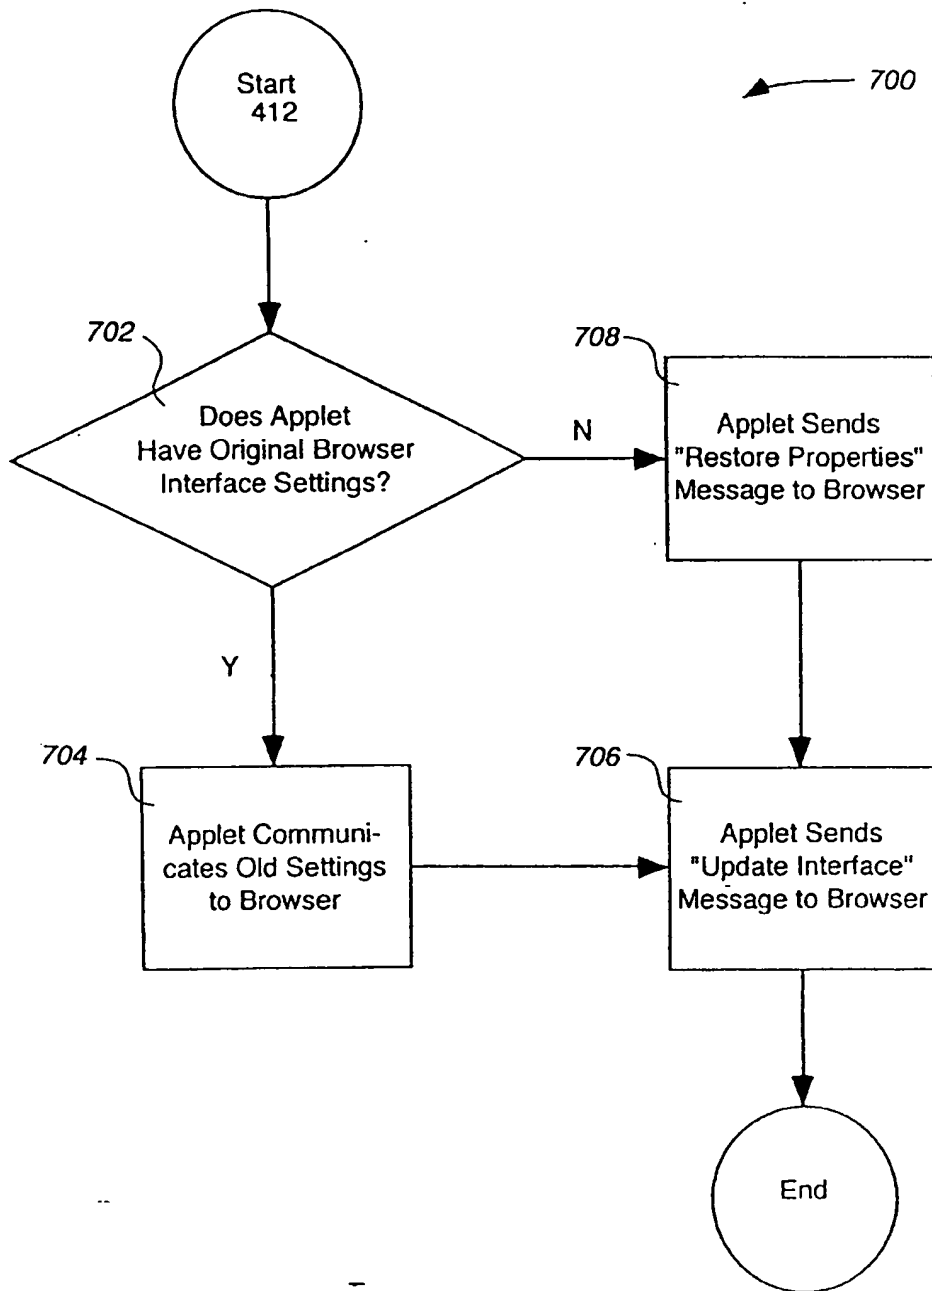 Start
412
700
702
Does Applet
Have Original Browser
Interface Settings?
N
708
Applet Sends
"Restore Properties"
Message to Browser
Y
704
Applet Communi-
cates Old Settings
to Browser
706
Applet Sends
"Update Interface"
Message to Browser
End